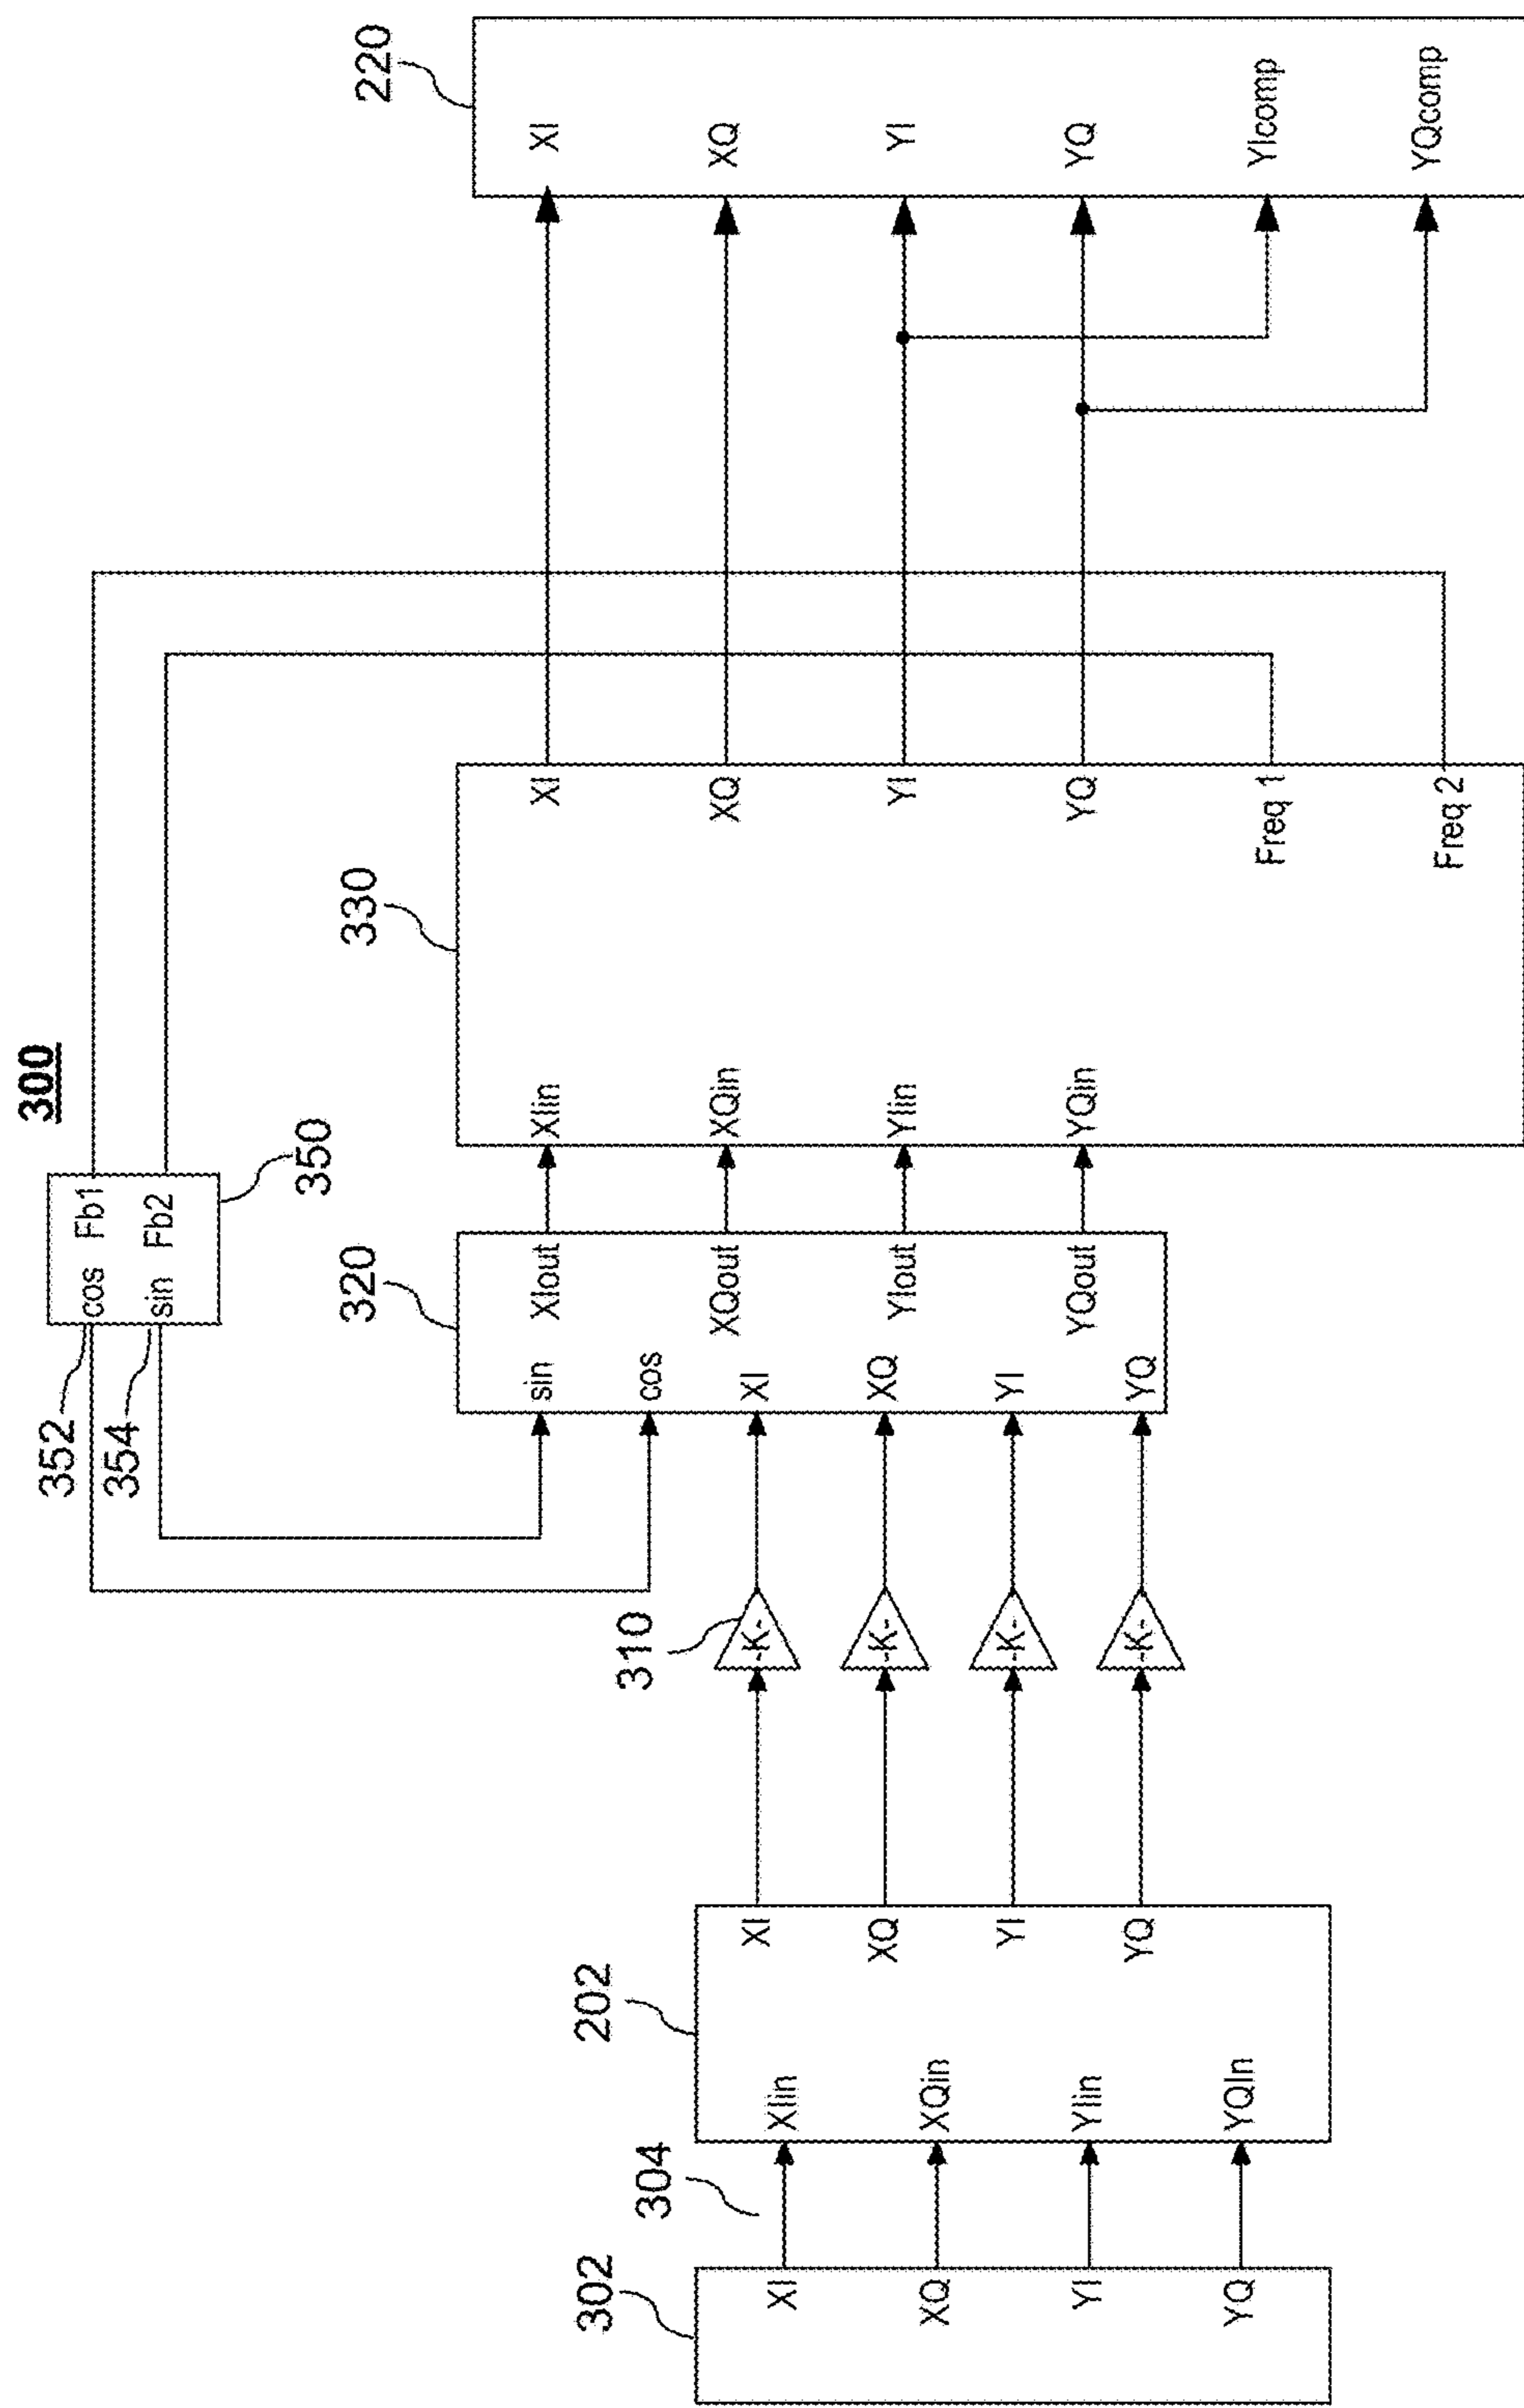 300
302
XI
XQ
YI
YQ
304
202
XIin
XQin
YIin
YQIn
XI
XQ
YI
YQ
310
-K-
-K-
-K-
-K-
352
354
cos Fb1
sin Fb2
350
320
sin
cos
XI
XQ
YI
YQ
XIout
XQout
YIout
YQout
330
XIin
XQin
YIin
YQin
XI
XQ
YI
YQ
Freq 1
Freq 2
220
XI
XQ
YI
YQ
YIcomp
YQcomp